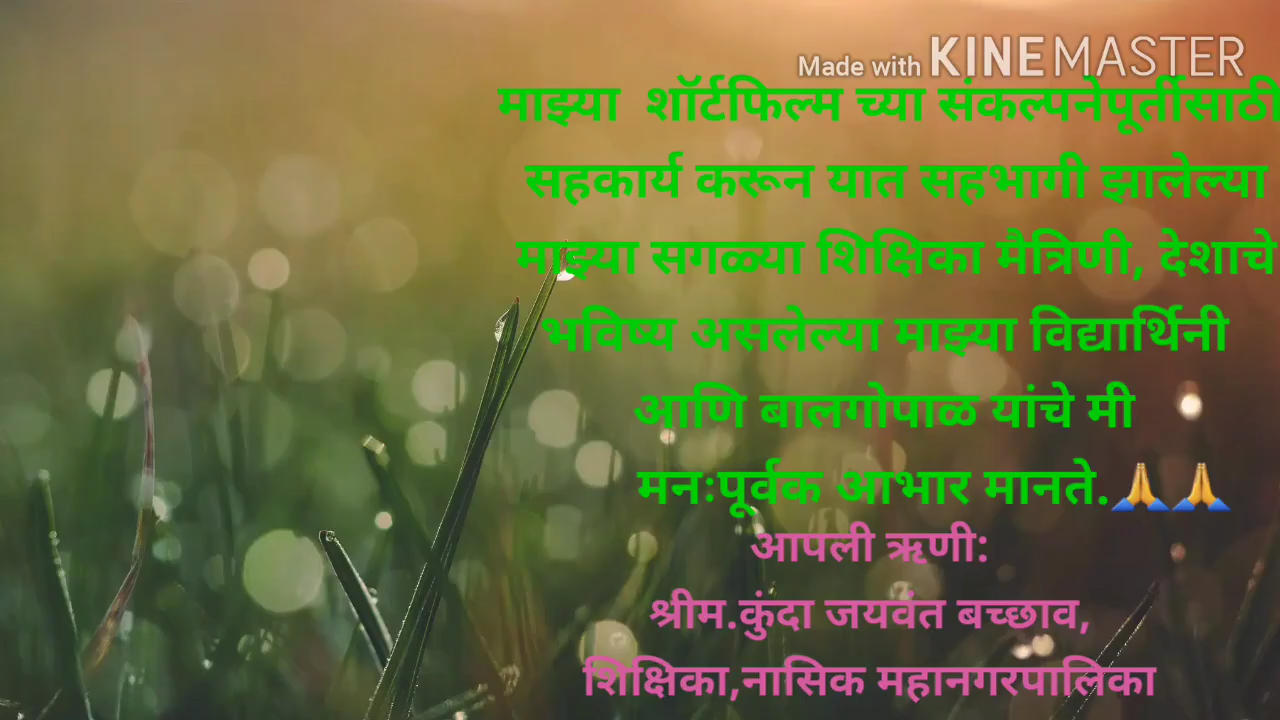 Made with KINEMASTER
माझ्या शॉर्टफिल्म च्या संकल्पनेपूर्तीसाठी
सहकार्य करून यात सहभागी झालेल्या
माझ्या सगळ्या शिक्षिका मैत्रिणी, देशाचे
भविष्य असलेल्या माझ्या विद्यार्थिनी
आणि बालगोपाळ यांचे मी
मनःपूर्वक आभार मानते.🙏🙏
आपली ऋणी:
श्रीम.कुंदा जयवंत बच्छाव,
शिक्षिका,नासिक महानगरपालिका